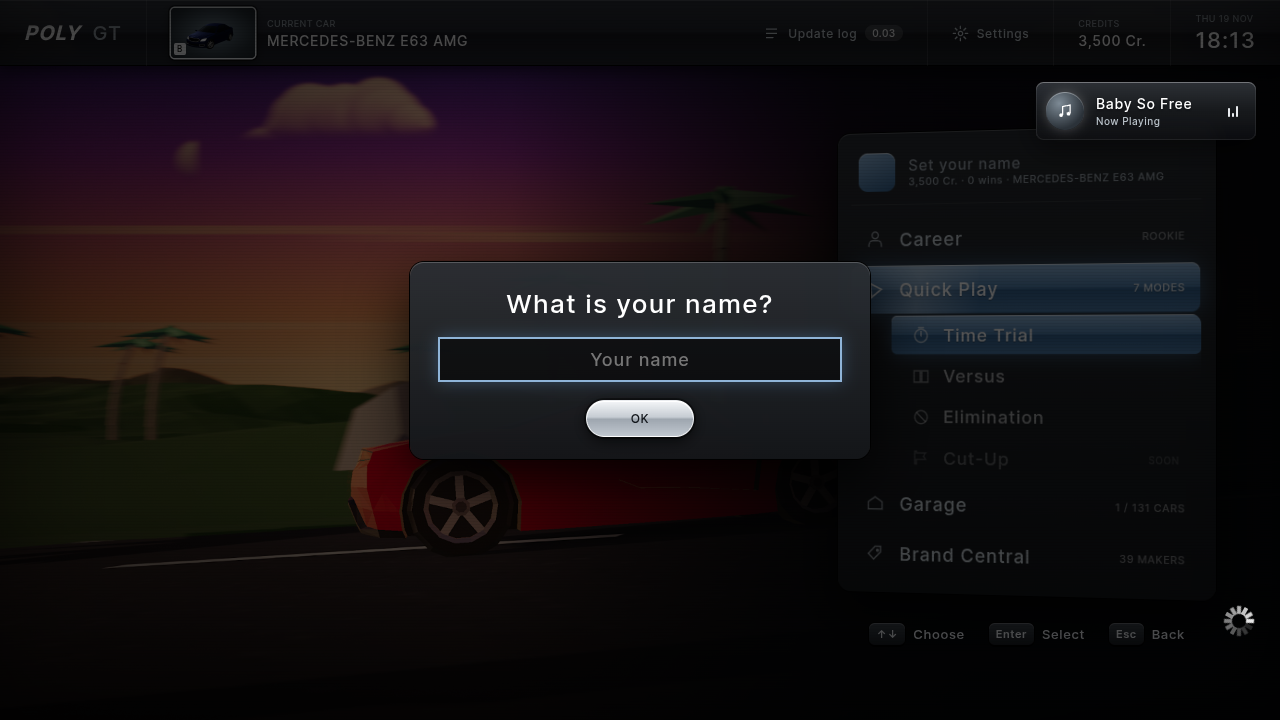 POLY GT
B
CURRENT CAR
MERCEDES-BENZ E63 AMG
Update log 0.03
Settings
CREDITS
3,500 Cr.
THU 19 NOV
18:13
Baby So Free
Now Playing
Set your name
3,500 Cr. · 0 wins · MERCEDES-BENZ E63 AMG
Career ROOKIE
Quick Play 7 MODES
Time Trial
Versus
Elimination
Cut-Up SOON
Garage 1 / 131 CARS
Brand Central 39 MAKERS
What is your name?
Your name
OK
↑↓ Choose Enter Select Esc Back